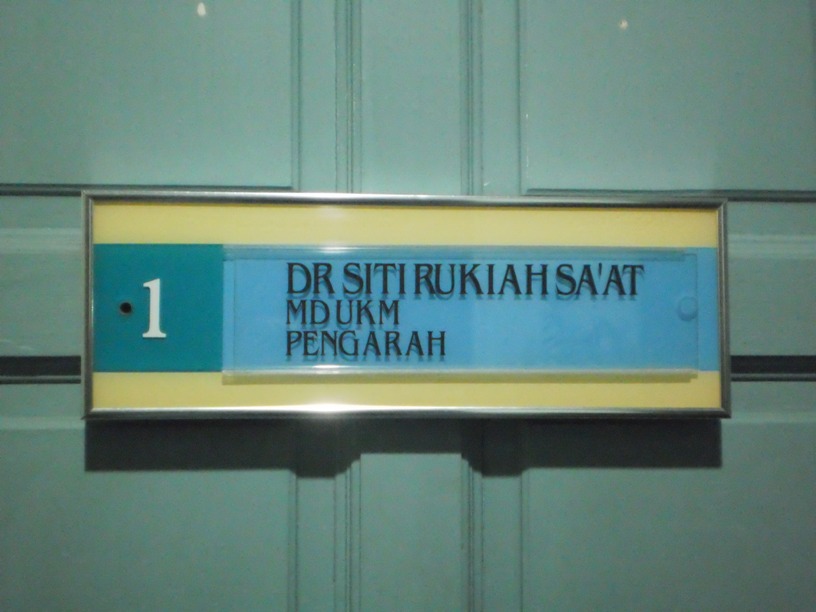 1
DR SITI RUKIAH SA'AT
MD UKM
PENGARAH